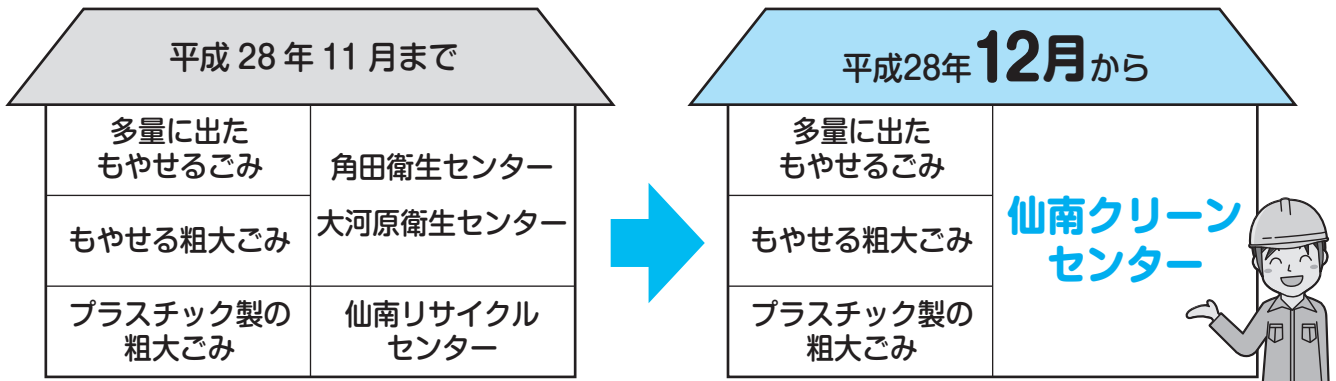 平成 28 年 11 月まで
多量に出た
もやせるごみ
もやせる粗大ごみ
プラスチック製の
粗大ごみ
角田衛生センター
大河原衛生センター
仙南リサイクル
センター
平成28年12月から
多量に出た
もやせるごみ
もやせる粗大ごみ
プラスチック製の
粗大ごみ
仙南クリーン
センター